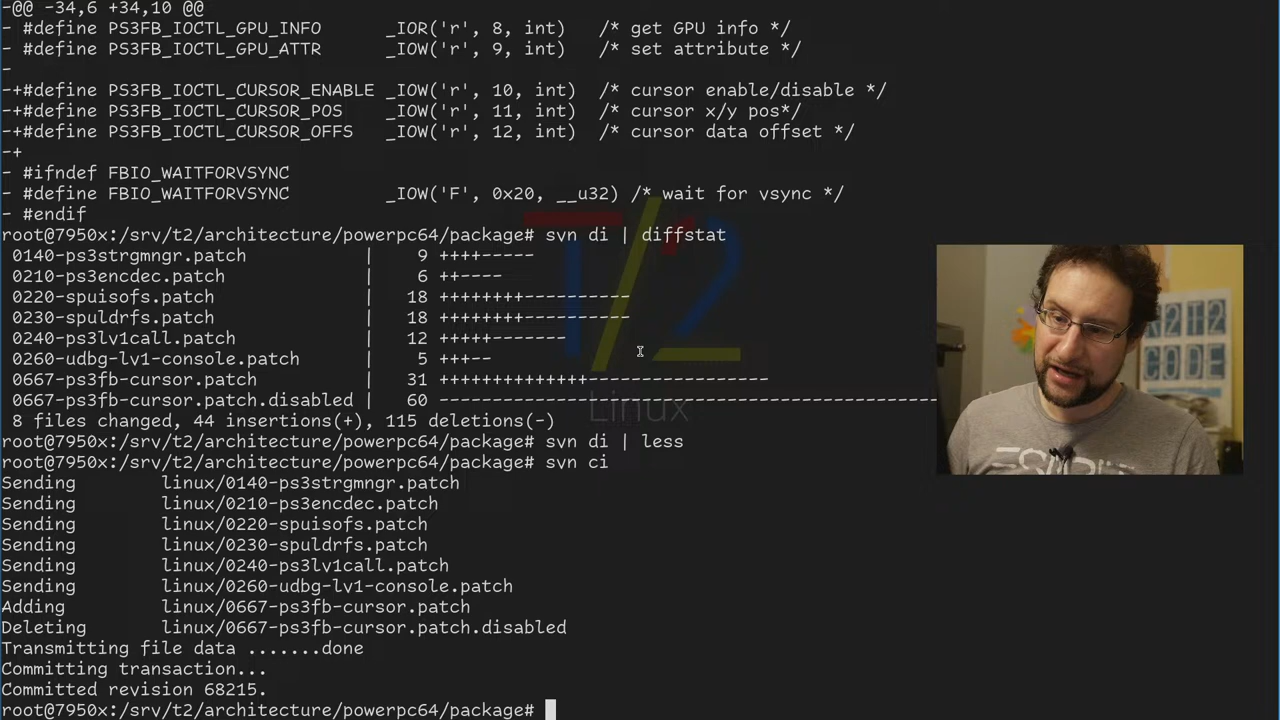 -@@ -34,6 +34,10 @@
- #define PS3FB_IOCTL_GPU_INFO      _IOR('r', 8, int)   /* get GPU info */
- #define PS3FB_IOCTL_GPU_ATTR      _IOW('r', 9, int)   /* set attribute */
-
-+#define PS3FB_IOCTL_CURSOR_ENABLE _IOW('r', 10, int)  /* cursor enable/disable */
-+#define PS3FB_IOCTL_CURSOR_POS    _IOW('r', 11, int)  /* cursor x/y pos*/
-+#define PS3FB_IOCTL_CURSOR_OFFS   _IOW('r', 12, int)  /* cursor data offset */
-+
- #ifndef FBIO_WAITFORVSYNC
- #define FBIO_WAITFORVSYNC         _IOW('F', 0x20, __u32) /* wait for vsync */
- #endif
root@7950x:/srv/t2/architecture/powerpc64/package# svn di | diffstat
 0140-ps3strgmngr.patch           |    9 ++++-----
 0210-ps3encdec.patch             |    6 ++----
 0220-spuisofs.patch              |   18 ++++++++----------
 0230-spuldrfs.patch              |   18 ++++++++----------
 0240-ps3lv1call.patch            |   12 +++++-------
 0260-udbg-lv1-console.patch      |    5 +++--
 0667-ps3fb-cursor.patch          |   31 ++++++++++++++-----------------
 0667-ps3fb-cursor.patch.disabled |   60 -----------------------------------------------
 8 files changed, 44 insertions(+), 115 deletions(-)
root@7950x:/srv/t2/architecture/powerpc64/package# svn di | less
root@7950x:/srv/t2/architecture/powerpc64/package# svn ci
Sending        linux/0140-ps3strgmngr.patch
Sending        linux/0210-ps3encdec.patch
Sending        linux/0220-spuisofs.patch
Sending        linux/0230-spuldrfs.patch
Sending        linux/0240-ps3lv1call.patch
Sending        linux/0260-udbg-lv1-console.patch
Adding         linux/0667-ps3fb-cursor.patch
Deleting       linux/0667-ps3fb-cursor.patch.disabled
Transmitting file data .......done
Committing transaction...
Committed revision 68215.
root@7950x:/srv/t2/architecture/powerpc64/package#
T/2
Linux
CODE